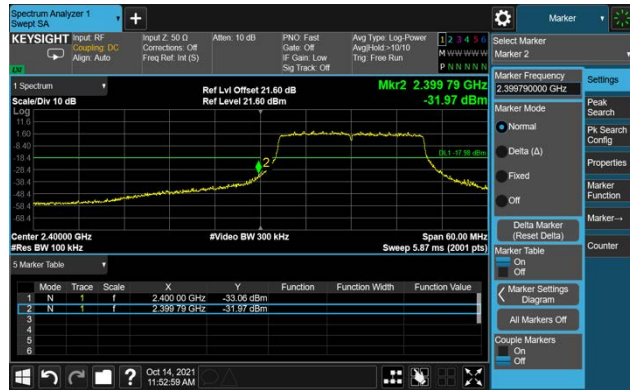 Spectrum Analyzer 1
Swept SA
Marker
KEYSIGHT
Input: RF
Coupling: DC
Align: Auto
Input Z: 50 Ω
Corrections: Off
Freq Ref: Int (S)
Atten: 10 dB
PNO: Fast
Gate: Off
IF Gain: Low
Sig Track: Off
Avg Type: Log-Power
Avg|Hold:>10/10
Trig: Free Run
1 2 3 4 5 6
M W W W W W
P N N N N N
LXI
Select Marker
Marker 2
1 Spectrum
Scale/Div 10 dB
Log
Ref Lvl Offset 21.60 dB
Ref Level 21.60 dBm
Mkr2 2.399 79 GHz
-31.97 dBm
11.6
1.60
-8.40
-18.4
-28.4
-38.4
-48.4
-58.4
-68.4
2
DL1 -17.98 dBm
Center 2.40000 GHz
#Res BW 100 kHz
#Video BW 300 kHz
Span 60.00 MHz
Sweep 5.87 ms (2001 pts)
5 Marker Table
Mode Trace Scale X Y Function Function Width Function Value
1 N 1 f 2.400 00 GHz -33.06 dBm
2 N 1 f 2.399 79 GHz -31.97 dBm
3
4
5
6
Marker Frequency
2.399790000 GHz
Marker Mode
Normal
Delta (Δ)
Fixed
Off
Delta Marker
(Reset Delta)
Marker Table
On
Off
Marker Settings
Diagram
All Markers Off
Couple Markers
On
Off
Settings
Peak
Search
Pk Search
Config
Properties
Marker
Function
Marker→
Counter
?
Oct 14, 2021
11:52:59 AM